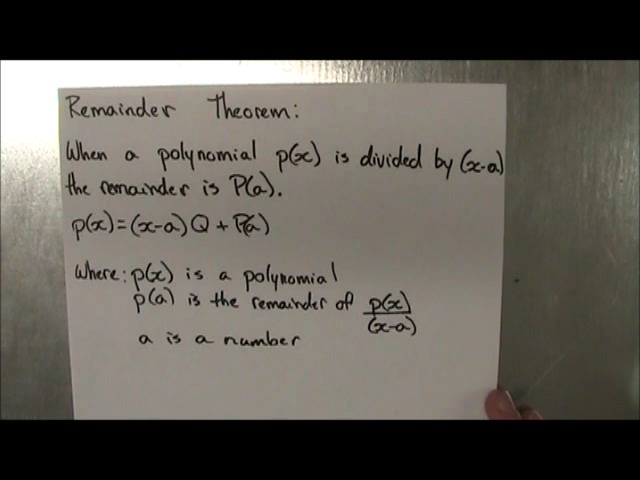 Remainder Theorem:
When a polynomial p(x) is divided by (x-a)
the remainder is P(a).
p(x)=(x-a)Q+P(a)
Where: p(x) is a polynomial
p(a) is the remainder of p(x)/(x-a)
a is a number